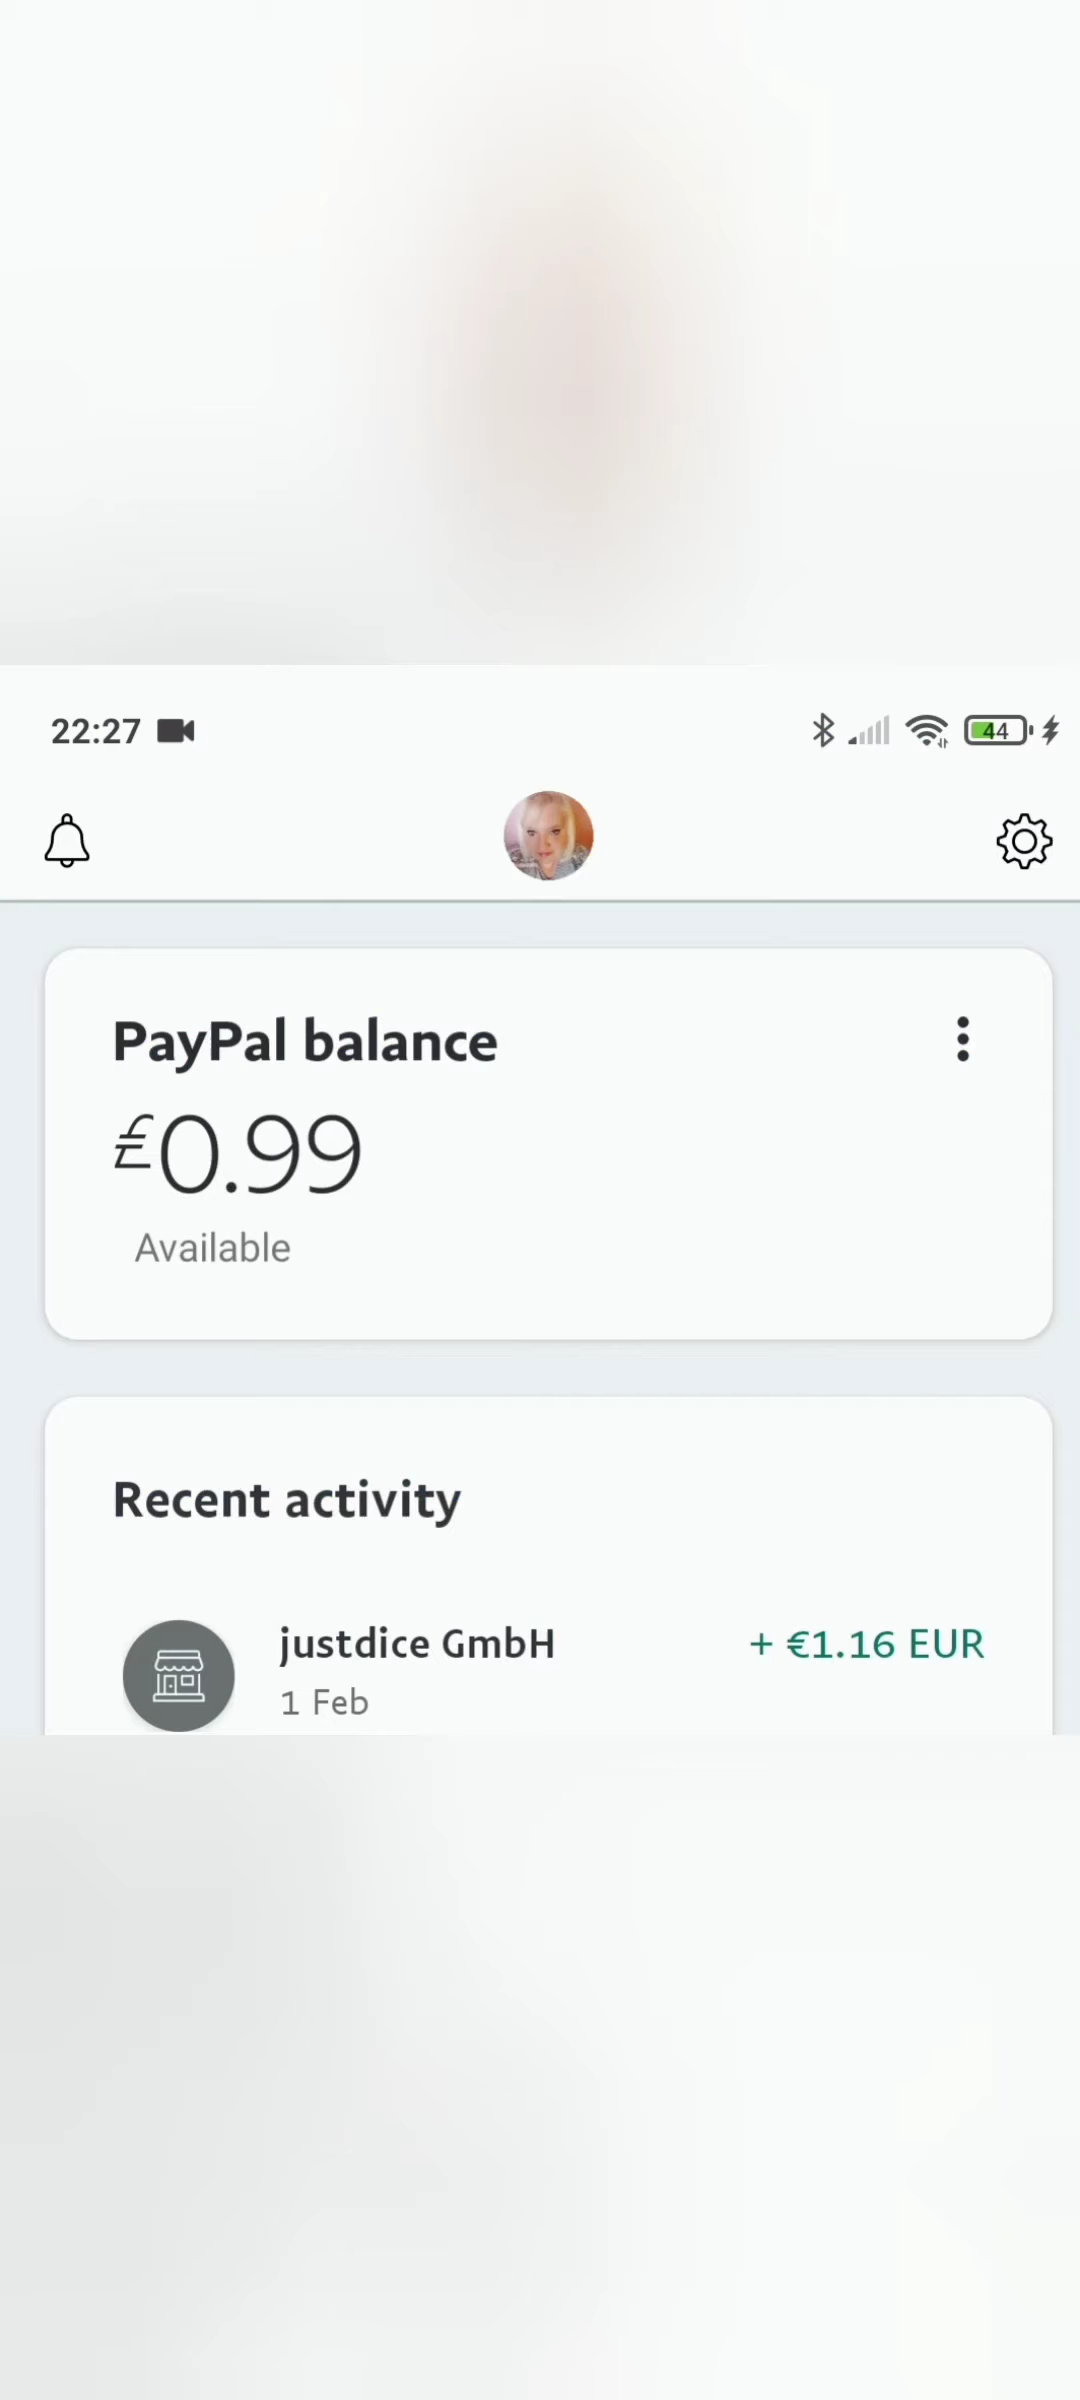 22:27
44
PayPal balance
£0.99
Available
Recent activity
justdice GmbH
+ €1.16 EUR
1 Feb